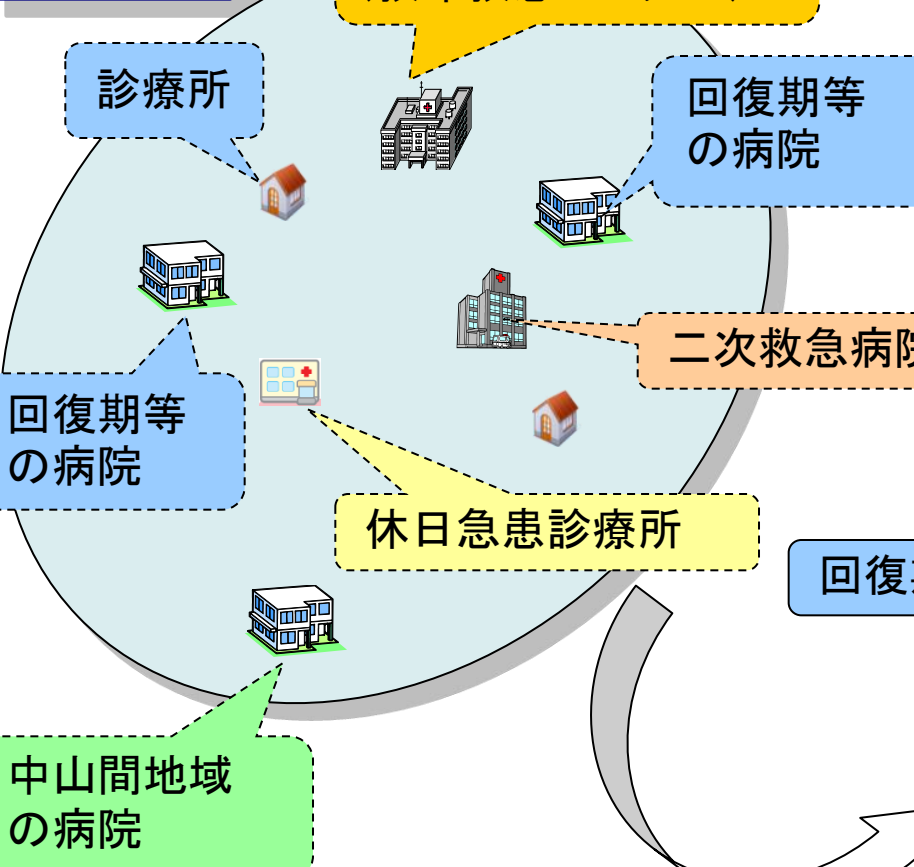 診療所
回復期等
の病院
二次救急病院
回復期等
の病院
休日急患診療所
回復
中山間地域
の病院